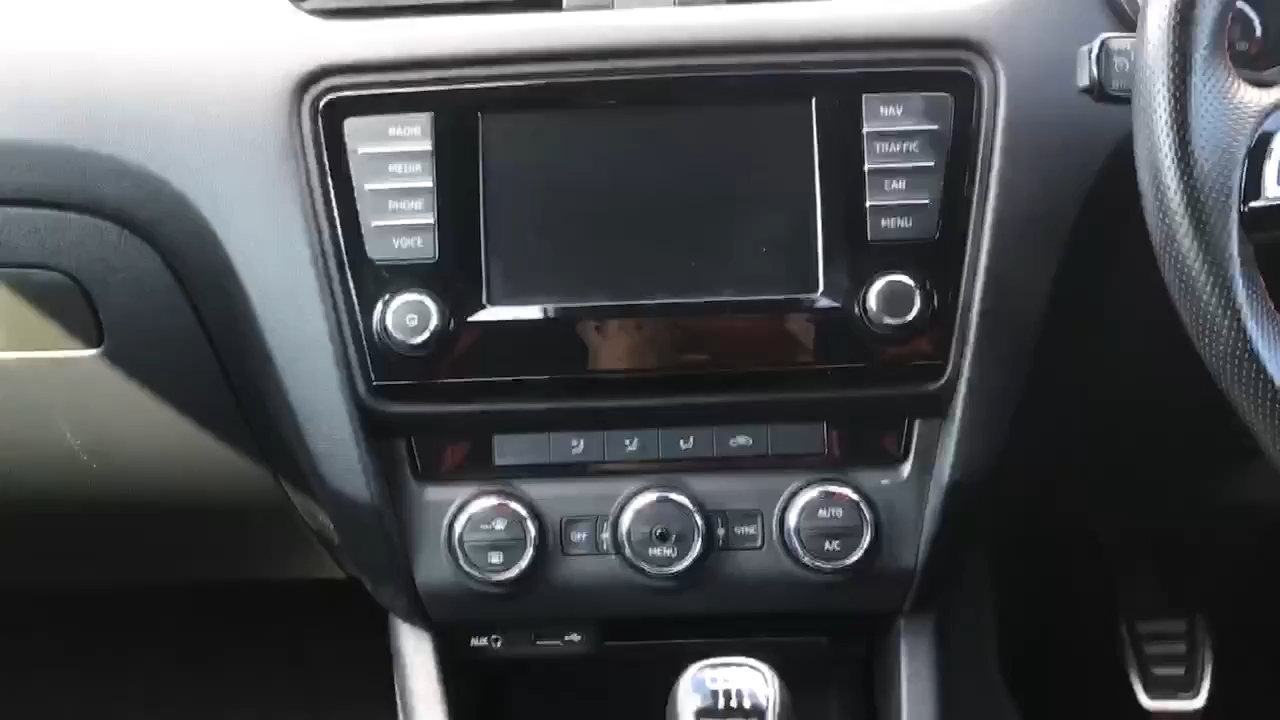 RADIO
MEDIA
PHONE
VOICE
NAV
TRAFFIC
CAR
MENU
OFF
MENU
SYNC
AUTO
A/C
AUX